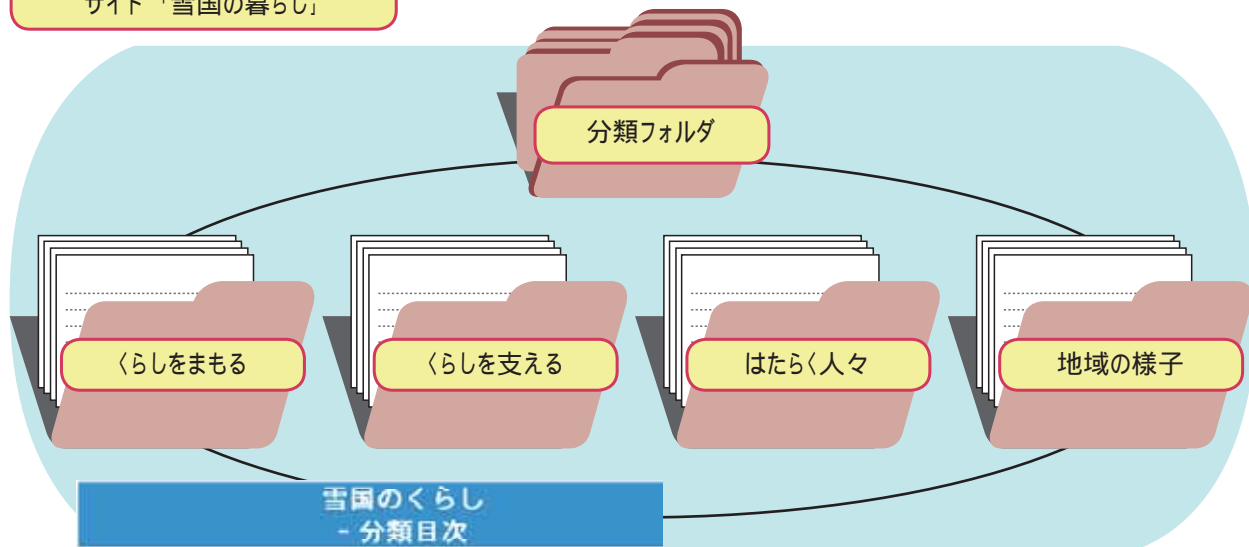 サイト「雪国の暮らし」
分類フォルダ
くらしをまもる
くらしを支える
はたらく人々
地域の様子
雪国のくらし
- 分類目次